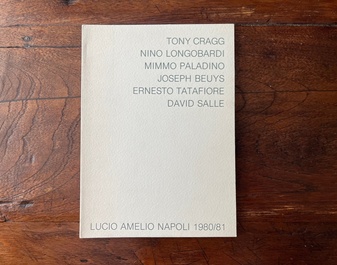 TONY CRAGG
NINO LONGOBARDI
MIMMO PALADINO
JOSEPH BEUYS
ERNESTO TATAFIORE
DAVID SALLE
LUCIO AMELIO NAPOLI 1980/81